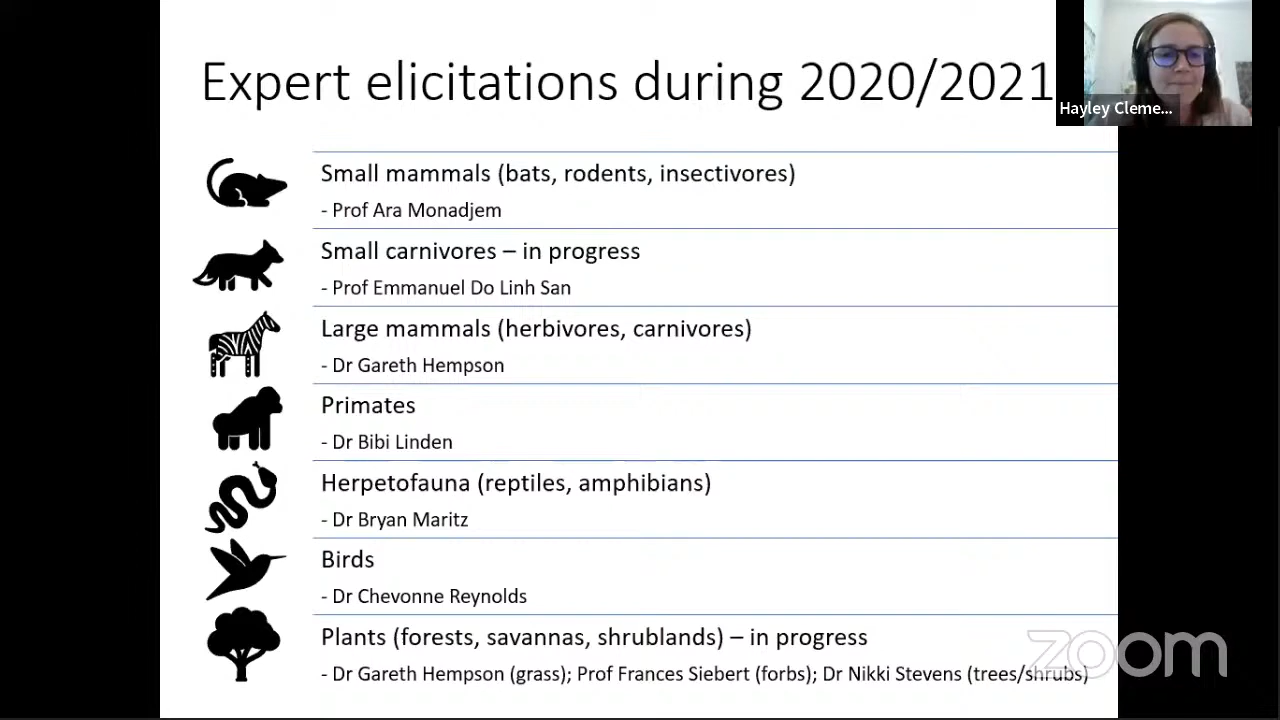 Expert elicitations during 2020/2021
Hayley Cleme...
Small mammals (bats, rodents, insectivores)
- Prof Ara Monadjem
Small carnivores – in progress
- Prof Emmanuel Do Linh San
Large mammals (herbivores, carnivores)
- Dr Gareth Hempson
Primates
- Dr Bibi Linden
Herpetofauna (reptiles, amphibians)
- Dr Bryan Maritz
Birds
- Dr Chevonne Reynolds
Plants (forests, savannas, shrublands) – in progress
- Dr Gareth Hempson (grass); Prof Frances Siebert (forbs); Dr Nikki Stevens (trees/shrubs)
zoom